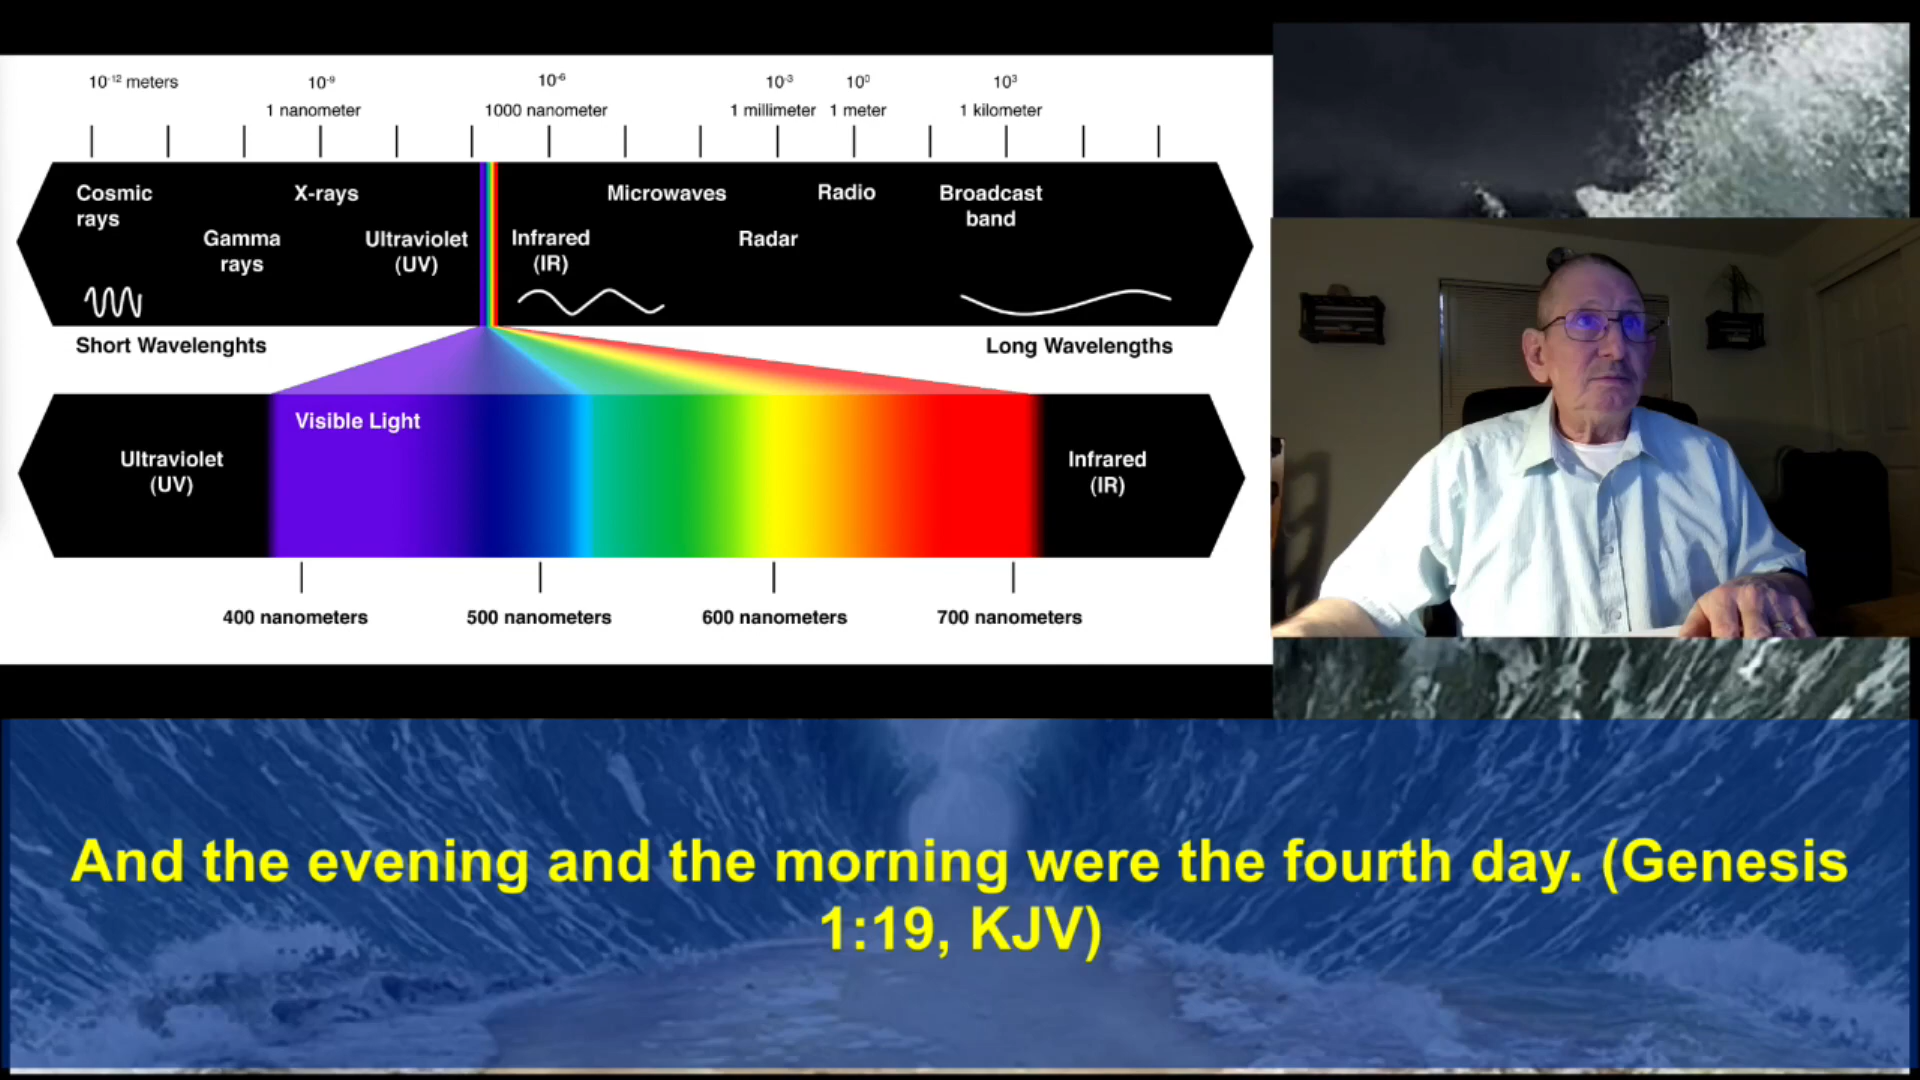 10⁻¹² meters 10⁻⁹ 10⁻⁶ 10⁻³ 10⁰ 10³
1 nanometer 1000 nanometer 1 millimeter 1 meter 1 kilometer
Cosmic
rays
X-rays
Microwaves
Radio
Broadcast
band
Gamma
rays
Ultraviolet
(UV)
Infrared
(IR)
Radar
Short Wavelenghts
Long Wavelengths
Visible Light
Ultraviolet
(UV)
Infrared
(IR)
400 nanometers 500 nanometers 600 nanometers 700 nanometers
And the evening and the morning were the fourth day. (Genesis
1:19, KJV)